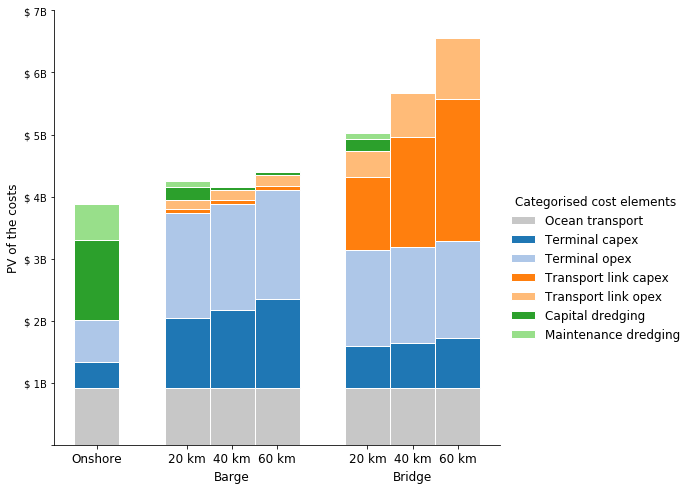 $ 7B
$ 6B
$ 5B
$ 4B
$ 3B
$ 2B
$ 1B
PV of the costs
Onshore 20 km 40 km 60 km 20 km 40 km 60 km
Barge Bridge
Categorised cost elements
Ocean transport
Terminal capex
Terminal opex
Transport link capex
Transport link opex
Capital dredging
Maintenance dredging